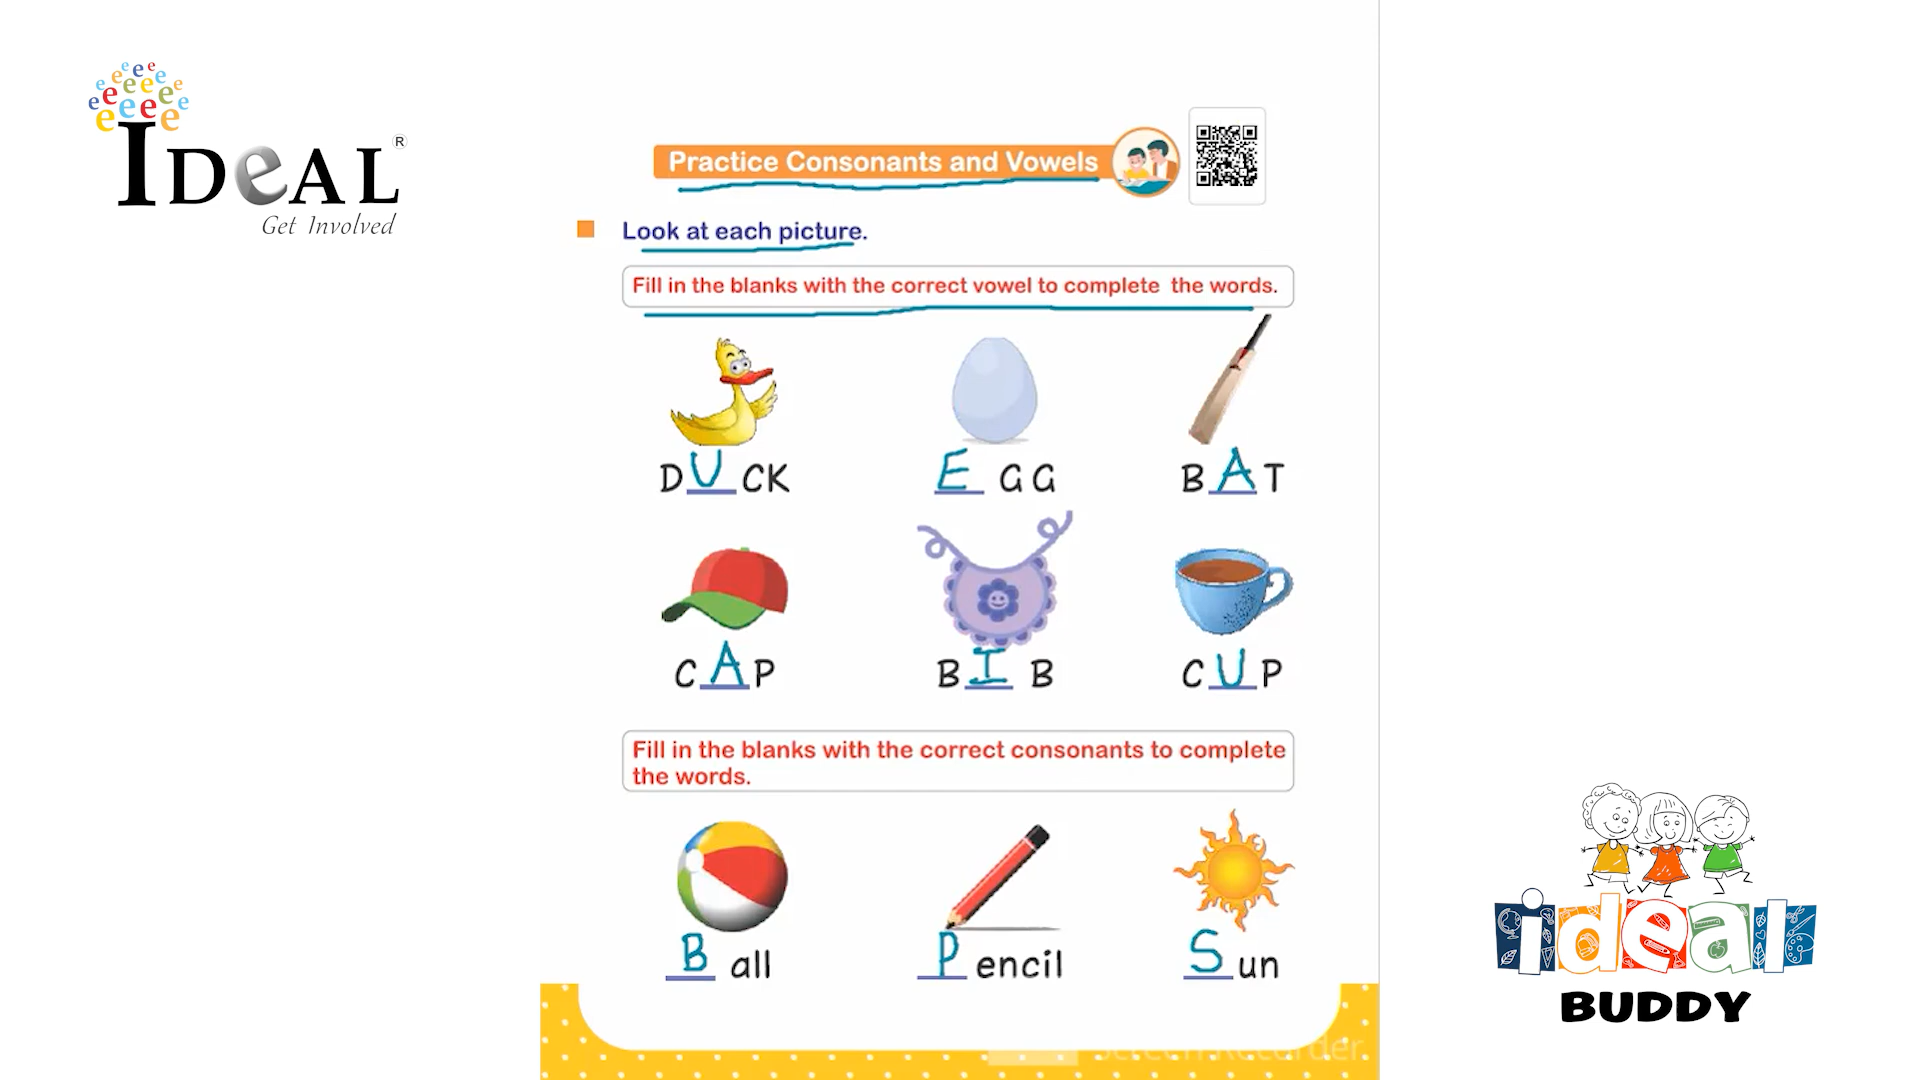 e e e e e e e e e e e e e e e e e e e
IDeAL ®
Get Involved
Practice Consonants and Vowels
Look at each picture.
Fill in the blanks with the correct vowel to complete the words.
DUCK EGG BAT
CAP BIB CUP
Fill in the blanks with the correct consonants to complete
the words.
Ball Pencil Sun
ideal
BUDDY
Screen Recorder